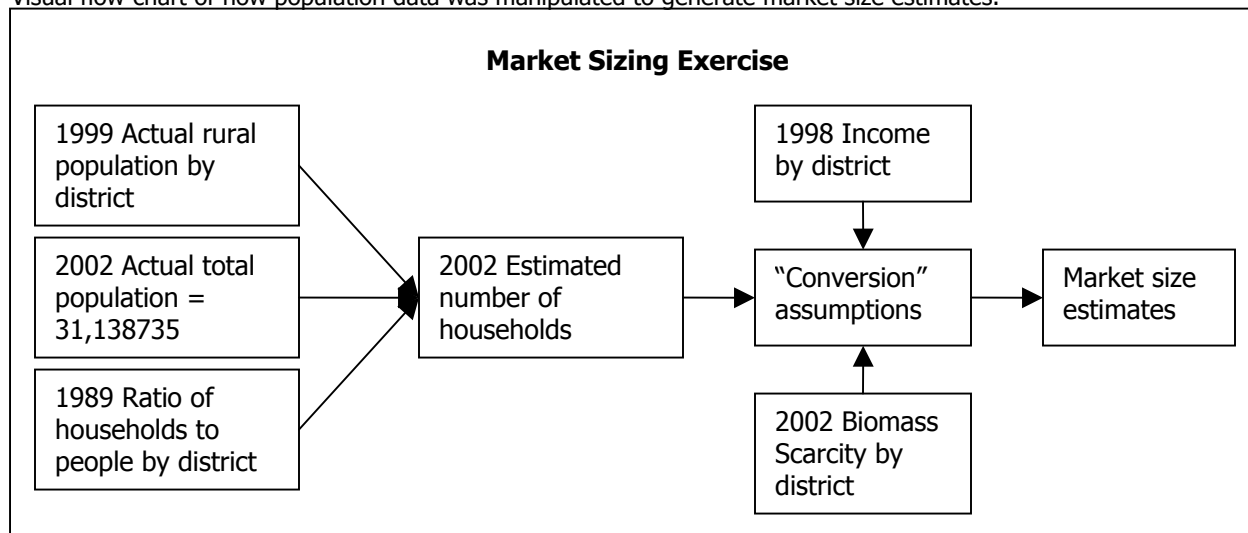 Visual flow chart of how population data was manipulated to generate market size estimates.
Market Sizing Exercise
1999 Actual rural
population by
district
2002 Actual total
population =
31,138735
1989 Ratio of
households to
people by district
2002 Estimated
number of
households
1998 Income
by district
“Conversion”
assumptions
2002 Biomass
Scarcity by
district
Market size
estimates